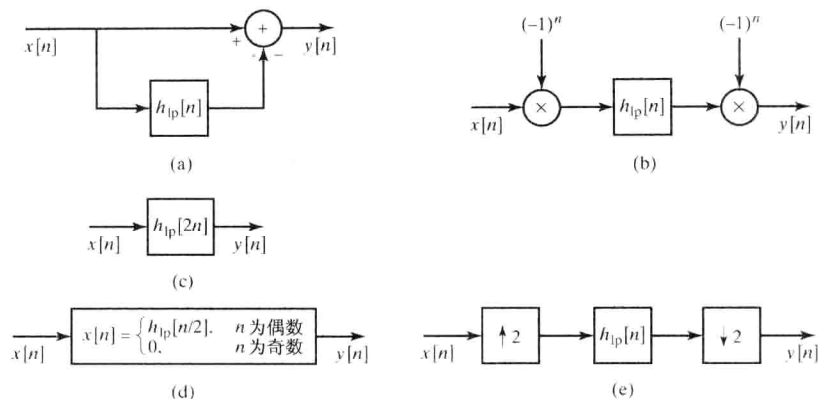 x[n]
+
+
−
y[n]
h_lp[n]
(a)
(−1)^n
(−1)^n
x[n]
×
h_lp[n]
×
y[n]
(b)
x[n]
h_lp[2n]
y[n]
(c)
x[n]
x[n] = { h_lp[n/2], n 为偶数
0, n 为奇数
y[n]
(d)
x[n]
↑2
h_lp[n]
↓2
y[n]
(e)